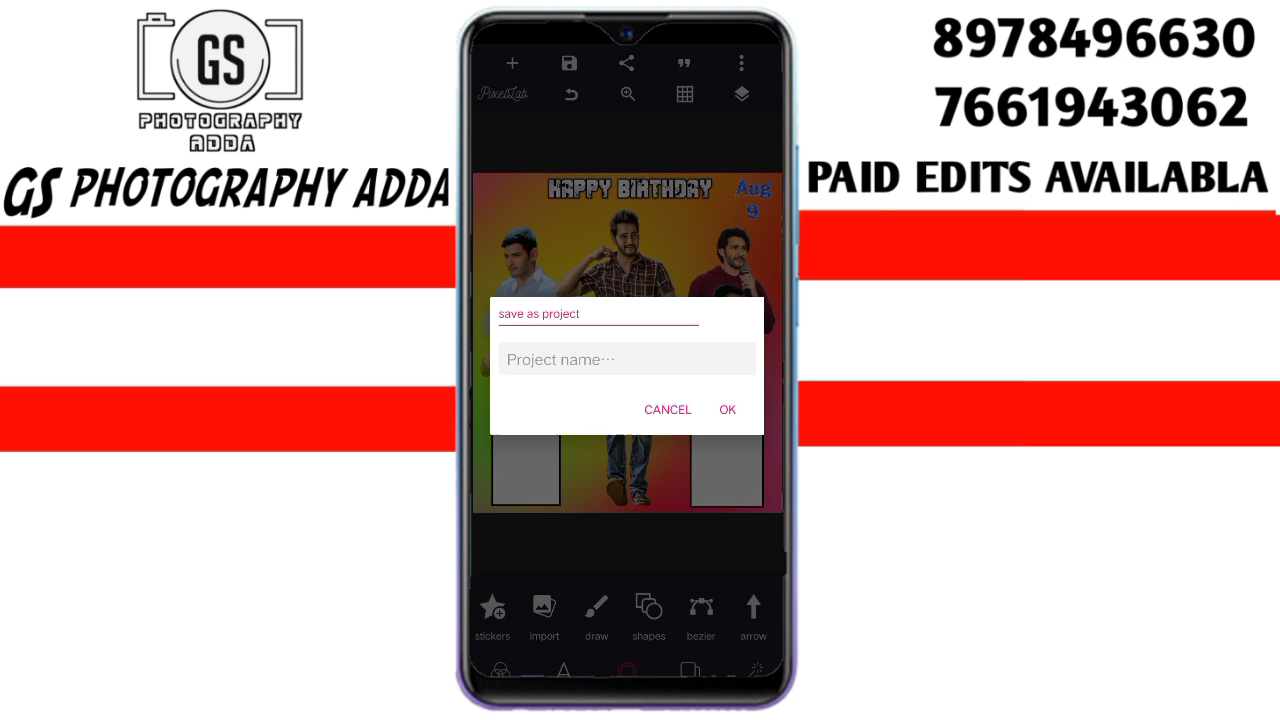 GS
PHOTOGRAPHY
ADDA
GS PHOTOGRAPHY ADDA
8978496630
7661943062
PAID EDITS AVAILABLA
PixelLab
HAPPY BIRTHDAY
Aug
9
save as project
Project name...
CANCEL OK
stickers import draw shapes bezier arrow